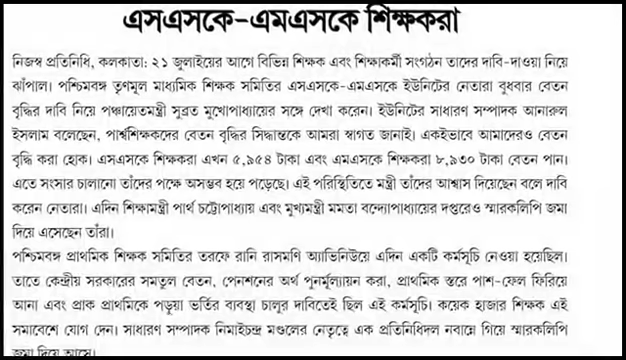 এসএসকে-এমএসকে শিক্ষকরা
নিজস্ব প্রতিনিধি, কলকাতা: ২১ জুলাইয়ের আগে বিভিন্ন শিক্ষক এবং শিক্ষাকর্মী সংগঠন তাদের দাবি-দাওয়া নিয়ে
ঝাঁপাল। পশ্চিমবঙ্গ তৃণমূল মাধ্যমিক শিক্ষক সমিতির এসএসকে-এমএসকে ইউনিটের নেতারা বুধবার বেতন
বৃদ্ধির দাবি নিয়ে পঞ্চায়েতমন্ত্রী সুব্রত মুখোপাধ্যায়ের সঙ্গে দেখা করেন। ইউনিটের সাধারণ সম্পাদক আনারুল
ইসলাম বলেছেন, পার্শ্বশিক্ষকদের বেতন বৃদ্ধির সিদ্ধান্তকে আমরা স্বাগত জানাই। একইভাবে আমাদেরও বেতন
বৃদ্ধি করা হোক। এসএসকে শিক্ষকরা এখন ৫,৯৫৪ টাকা এবং এমএসকে শিক্ষকরা ৮,৯৩০ টাকা বেতন পান।
এতে সংসার চালানো তাঁদের পক্ষে অসম্ভব হয়ে পড়েছে। এই পরিস্থিতিতে মন্ত্রী তাঁদের আশ্বাস দিয়েছেন বলে দাবি
করেন নেতারা। এদিন শিক্ষামন্ত্রী পার্থ চট্টোপাধ্যায় এবং মুখ্যমন্ত্রী মমতা বন্দ্যোপাধ্যায়ের দপ্তরেও স্মারকলিপি জমা
দিয়ে এসেছেন তাঁরা।
পশ্চিমবঙ্গ প্রাথমিক শিক্ষক সমিতির তরফে রানি রাসমণি অ্যাভিনিউয়ে এদিন একটি কর্মসূচি নেওয়া হয়েছিল।
তাতে কেন্দ্রীয় সরকারের সমতুল বেতন, পেনশনের অর্থ পুনর্মূল্যায়ন করা, প্রাথমিক স্তরে পাশ-ফেল ফিরিয়ে
আনা এবং প্রাক প্রাথমিকে পড়ুয়া ভর্তির ব্যবস্থা চালুর দাবিতেই ছিল এই কর্মসূচি। কয়েক হাজার শিক্ষক এই
সমাবেশে যোগ দেন। সাধারণ সম্পাদক নিমাইচন্দ্র মণ্ডলের নেতৃত্বে এক প্রতিনিধিদল নবান্নে গিয়ে স্মারকলিপি
জমা দিয়ে আসে।